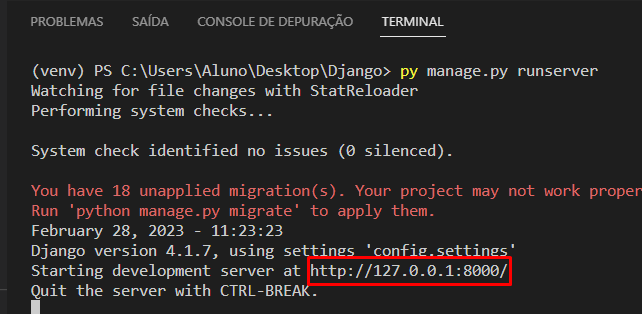 PROBLEMAS SAÍDA CONSOLE DE DEPURAÇÃO TERMINAL
(venv) PS C:\Users\Aluno\Desktop\Django> py manage.py runserver
Watching for file changes with StatReloader
Performing system checks...
System check identified no issues (0 silenced).
You have 18 unapplied migration(s). Your project may not work proper
Run 'python manage.py migrate' to apply them.
February 28, 2023 - 11:23:23
Django version 4.1.7, using settings 'config.settings'
Starting development server at http://127.0.0.1:8000/
Quit the server with CTRL-BREAK.